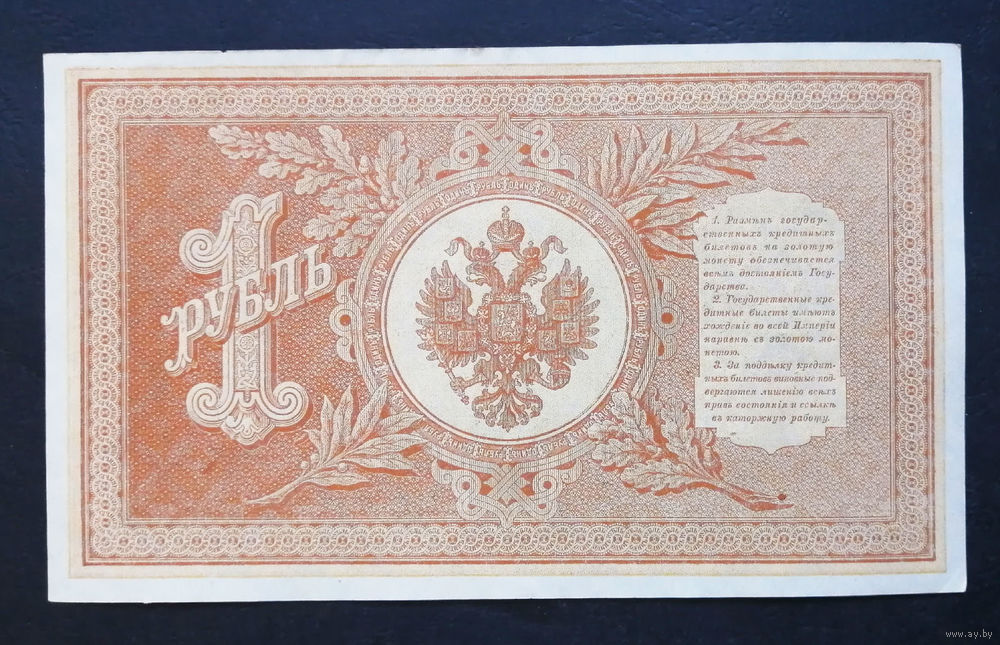 1
РУБЛЬ
1. Размѣнъ государ-
ственныхъ кредитныхъ
билетовъ на золотую
монету обезпечивается
всѣмъ достояніемъ Госу-
дарства.
2. Государственные кре-
дитные билеты имѣютъ
хожденіе во всей Имперіи
наравнѣ съ золотою мо-
нетою.
3. За поддѣлку кредит-
ныхъ билетовъ виновные под-
вергаются лишенію всѣхъ
правъ состоянія и ссылкѣ
въ каторжную работу.
www.ay.by